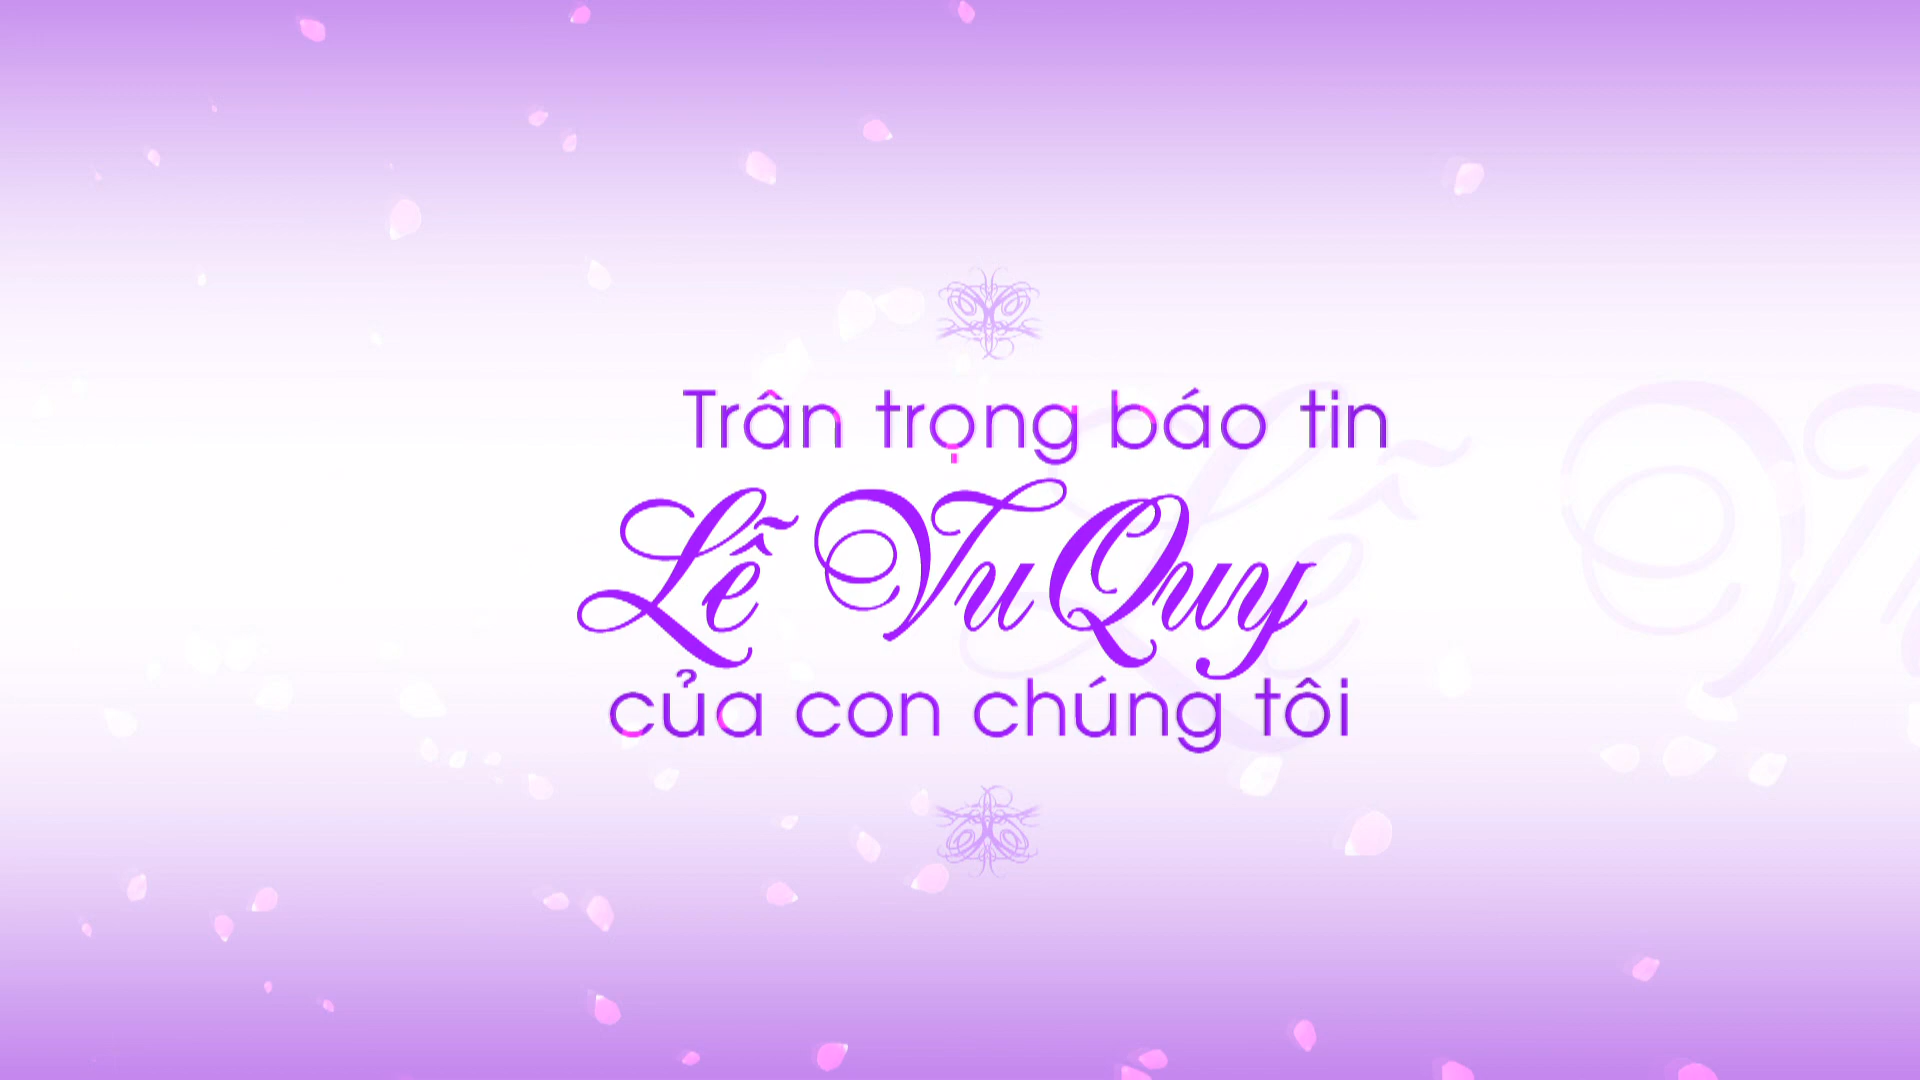 Trân trọng báo tin
Lễ Vu Quy
của con chúng tôi